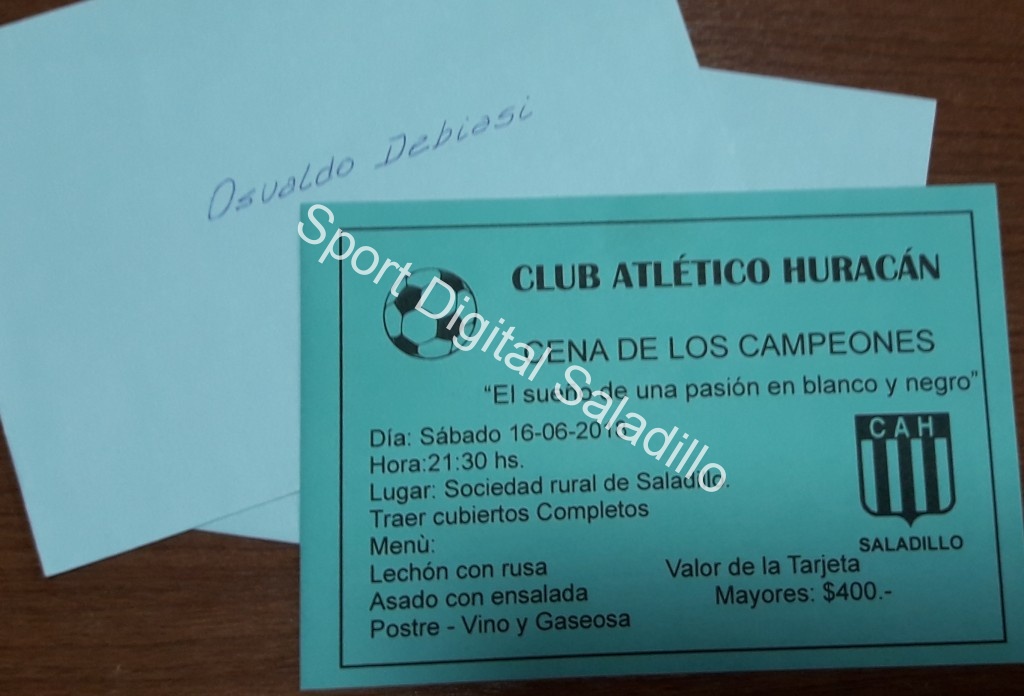 Osvaldo Debiasi
CLUB ATLÉTICO HURACÁN
CENA DE LOS CAMPEONES
“El sueño de una pasión en blanco y negro”
Día: Sábado 16-06-2018
Hora:21:30 hs.
Lugar: Sociedad rural de Saladillo.
Traer cubiertos Completos
Menù:
Lechón con rusa
Asado con ensalada
Postre - Vino y Gaseosa
CAH
SALADILLO
Valor de la Tarjeta
Mayores: $400.-
Sport Digital Saladillo